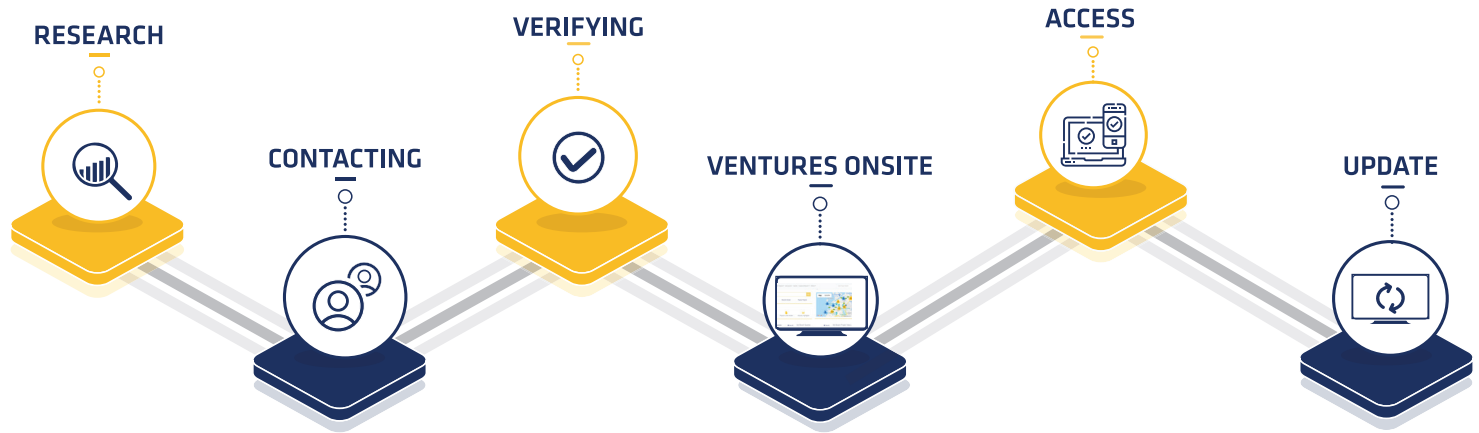 RESEARCH
CONTACTING
VERIFYING
VENTURES ONSITE
ACCESS
UPDATE